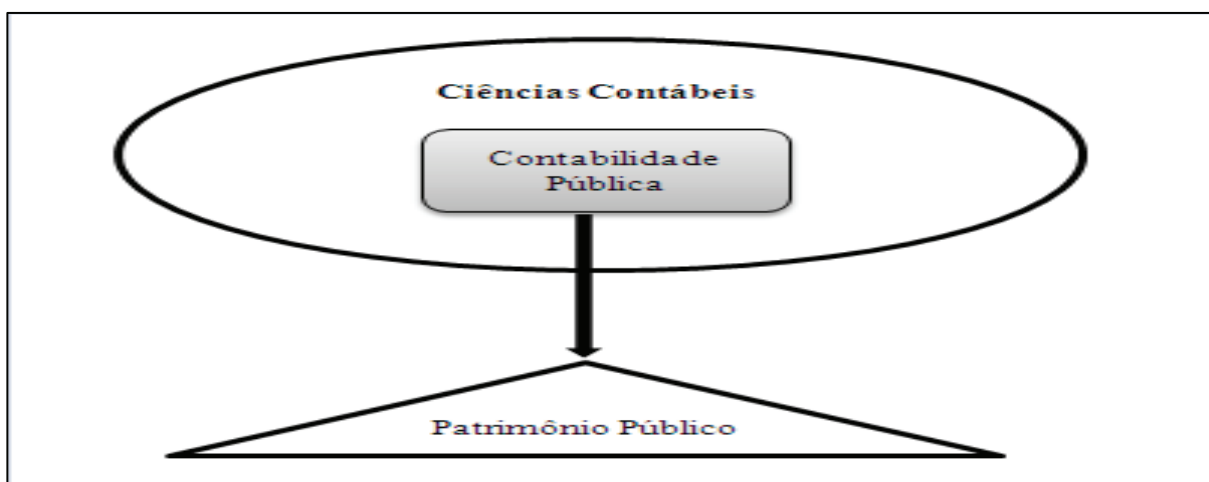 Ciências Contábeis
Contabilidade
Pública
Patrimônio Público